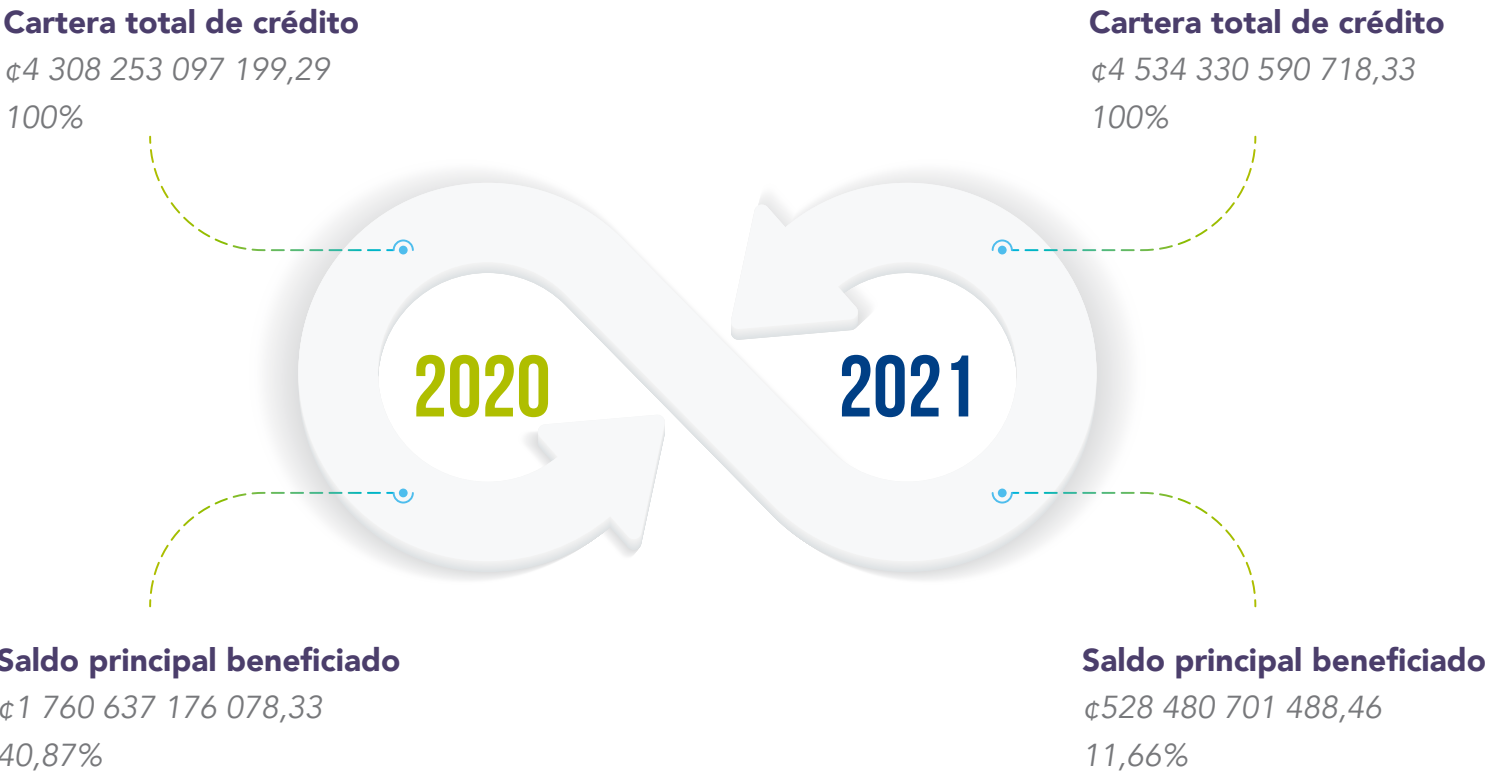 Cartera total de crédito
¢4 308 253 097 199,29
100%
Cartera total de crédito
¢4 534 330 590 718,33
100%
2020
2021
Saldo principal beneficiado
¢1 760 637 176 078,33
40,87%
Saldo principal beneficiado
¢528 480 701 488,46
11,66%